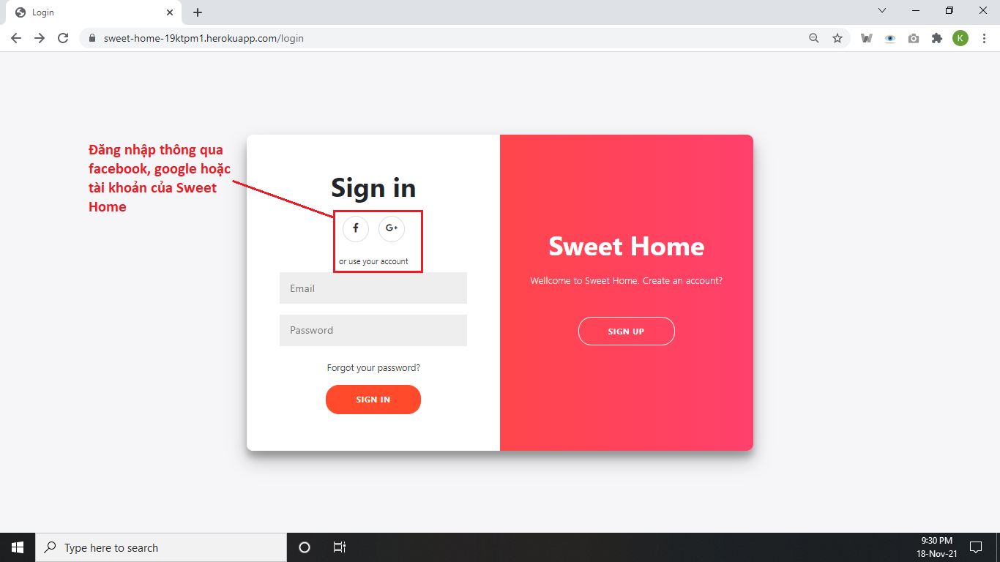 Login
sweet-home-19ktpm1.herokuapp.com/login
K
Đăng nhập thông qua
facebook, google hoặc
tài khoản của Sweet
Home
Sign in
f
G+
or use your account
Email
Password
Forgot your password?
SIGN IN
Sweet Home
Wellcome to Sweet Home. Create an account?
SIGN UP
Type here to search
9:30 PM
18-Nov-21